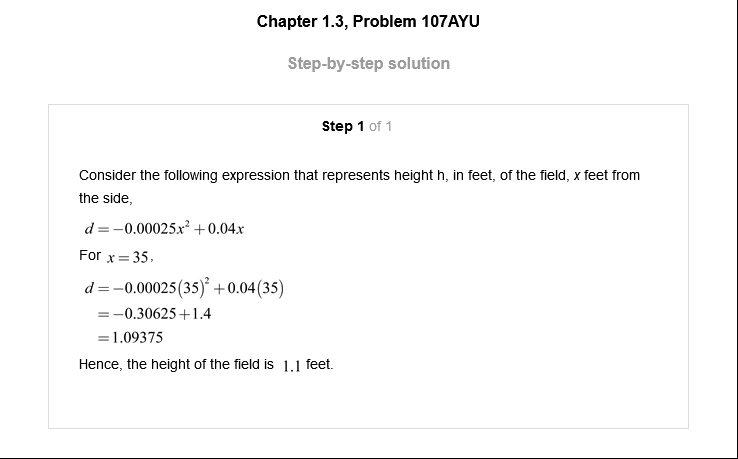 Chapter 1.3, Problem 107AYU
Step-by-step solution
Step 1 of 1
Consider the following expression that represents height h, in feet, of the field, x feet from
the side,
d = −0.00025x² + 0.04x
For x = 35,
d = −0.00025(35)² + 0.04(35)
= −0.30625 + 1.4
= 1.09375
Hence, the height of the field is 1.1 feet.